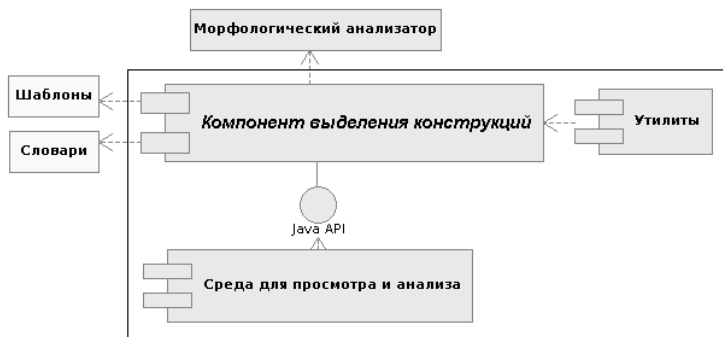 Морфологический анализатор
Шаблоны
Словари
Компонент выделения конструкций
Утилиты
Java API
Среда для просмотра и анализа